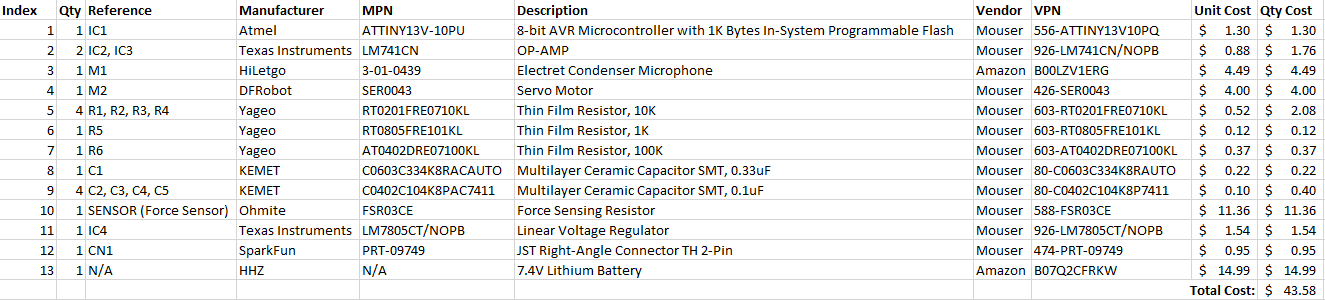 Index Qty Reference Manufacturer MPN Description Vendor VPN Unit Cost Qty Cost
1 1 IC1 Atmel ATTINY13V-10PU 8-bit AVR Microcontroller with 1K Bytes In-System Programmable Flash Mouser 556-ATTINY13V10PQ $ 1.30 $ 1.30
2 2 IC2, IC3 Texas Instruments LM741CN OP-AMP Mouser 926-LM741CN/NOPB $ 0.88 $ 1.76
3 1 M1 HiLetgo 3-01-0439 Electret Condenser Microphone Amazon B00LZV1ERG $ 4.49 $ 4.49
4 1 M2 DFRobot SER0043 Servo Motor Mouser 426-SER0043 $ 4.00 $ 4.00
5 4 R1, R2, R3, R4 Yageo RT0201FRE0710KL Thin Film Resistor, 10K Mouser 603-RT0201FRE0710KL $ 0.52 $ 2.08
6 1 R5 Yageo RT0805FRE101KL Thin Film Resistor, 1K Mouser 603-RT0805FRE101KL $ 0.12 $ 0.12
7 1 R6 Yageo AT0402DRE07100KL Thin Film Resistor, 100K Mouser 603-AT0402DRE07100KL $ 0.37 $ 0.37
8 1 C1 KEMET C0603C334K8RACAUTO Multilayer Ceramic Capacitor SMT, 0.33uF Mouser 80-C0603C334K8RAUTO $ 0.22 $ 0.22
9 4 C2, C3, C4, C5 KEMET C0402C104K8PAC7411 Multilayer Ceramic Capacitor SMT, 0.1uF Mouser 80-C0402C104K8P7411 $ 0.10 $ 0.40
10 1 SENSOR (Force Sensor) Ohmite FSR03CE Force Sensing Resistor Mouser 588-FSR03CE $ 11.36 $ 11.36
11 1 IC4 Texas Instruments LM7805CT/NOPB Linear Voltage Regulator Mouser 926-LM7805CT/NOPB $ 1.54 $ 1.54
12 1 CN1 SparkFun PRT-09749 JST Right-Angle Connector TH 2-Pin Mouser 474-PRT-09749 $ 0.95 $ 0.95
13 1 N/A HHZ N/A 7.4V Lithium Battery Amazon B07Q2CFRKW $ 14.99 $ 14.99
Total Cost: $ 43.58